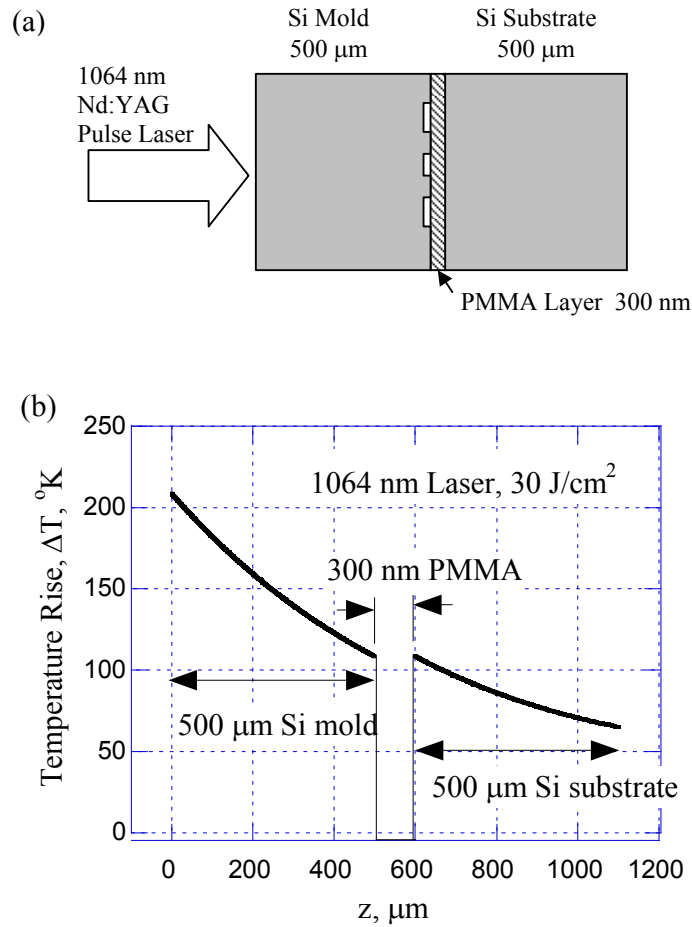 (a)
Si Mold
500 μm
Si Substrate
500 μm
1064 nm
Nd:YAG
Pulse Laser
PMMA Layer 300 nm
(b)
250
200
150
100
50
0
Temperature Rise, ΔT, °K
1064 nm Laser, 30 J/cm²
300 nm PMMA
500 μm Si mold
500 μm Si substrate
0 200 400 600 800 1000 1200
z, μm